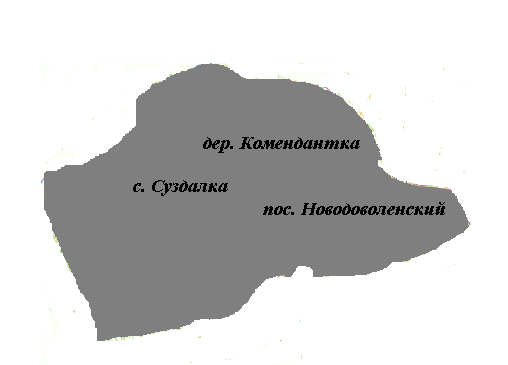 дер. Комендантка
с. Суздалка
пос. Новодоволенский